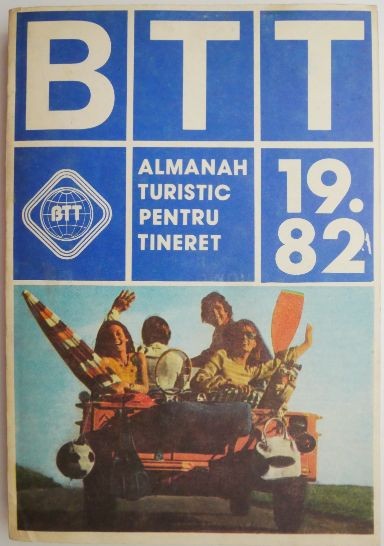 BTT
BTT
ALMANAH
TURISTIC
PENTRU
TINERET
19.
82